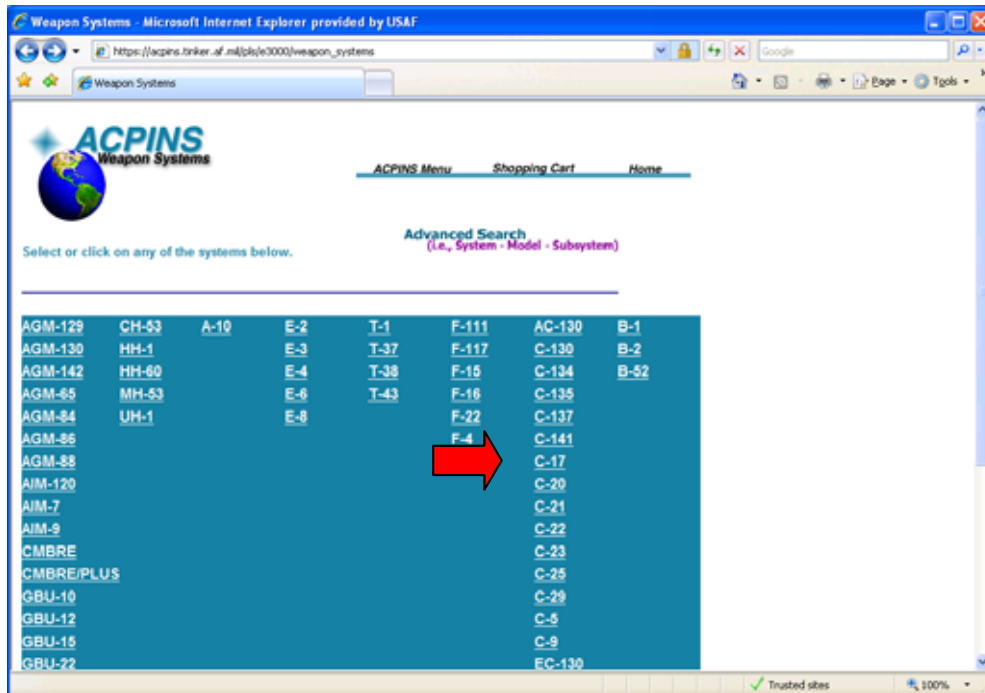 Weapon Systems - Microsoft Internet Explorer provided by USAF
https://acpins.tinker.af.mil/pls/e3000/weapon_systems
Google
Weapon Systems
Page
Tools
ACPINS
Weapon Systems
ACPINS Menu Shopping Cart Home
Advanced Search
(i.e., System - Model - Subsystem)
Select or click on any of the systems below.
AGM-129 CH-53 A-10 E-2 T-1 F-111 AC-130 B-1
AGM-130 HH-1 E-3 T-37 F-117 C-130 B-2
AGM-142 HH-60 E-4 T-38 F-15 C-134 B-52
AGM-65 MH-53 E-6 T-43 F-16 C-135
AGM-84 UH-1 E-8 F-22 C-137
AGM-86 F-4 C-141
AGM-88 C-17
AIM-120 C-20
AIM-7 C-21
AIM-9 C-22
CMBRE C-23
CMBRE/PLUS C-25
GBU-10 C-29
GBU-12 C-5
GBU-15 C-9
GBU-22 EC-130
Trusted sites 100%